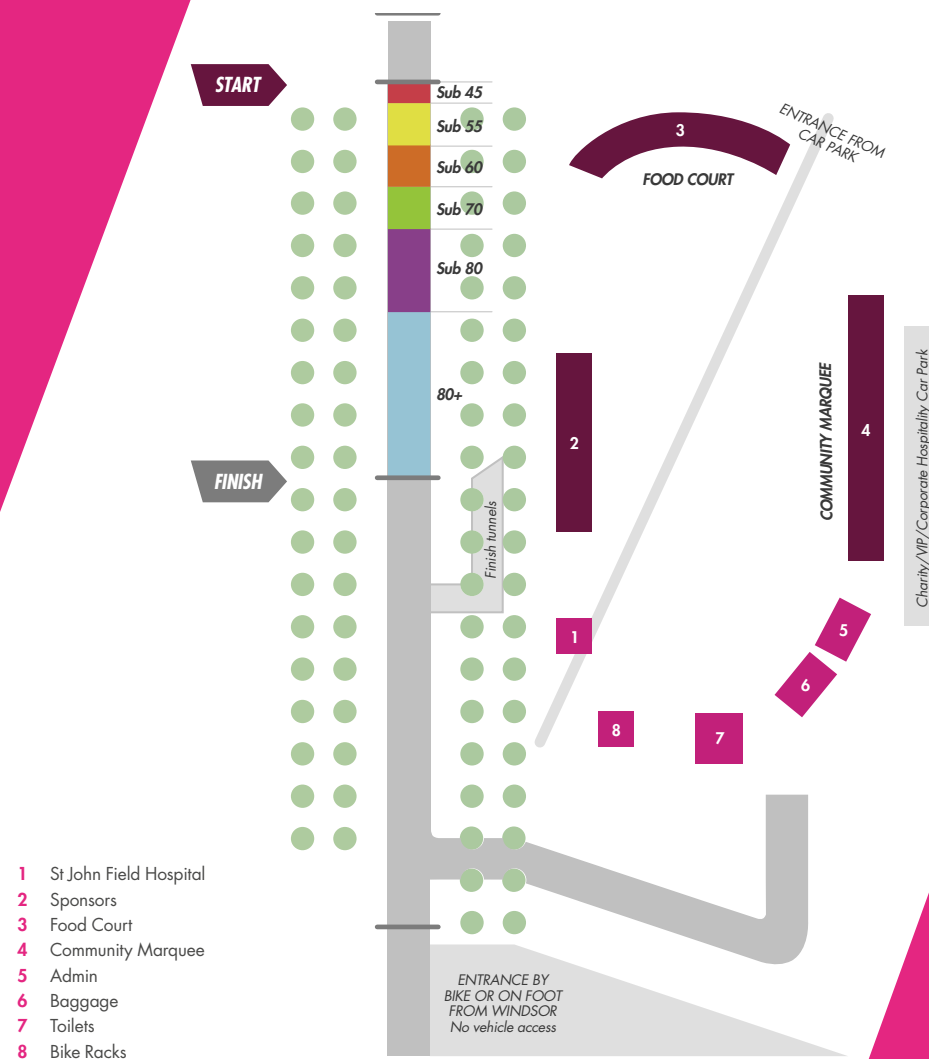 START
Sub 45
Sub 55
Sub 60
Sub 70
Sub 80
80+
FINISH
Finish tunnels
3
FOOD COURT
ENTRANCE FROM
CAR PARK
2
COMMUNITY MARQUEE
4
Charity/VIP/Corporate Hospitality Car Park
1
5
6
8
7
1 St John Field Hospital
2 Sponsors
3 Food Court
4 Community Marquee
5 Admin
6 Baggage
7 Toilets
8 Bike Racks
ENTRANCE BY
BIKE OR ON FOOT
FROM WINDSOR
No vehicle access